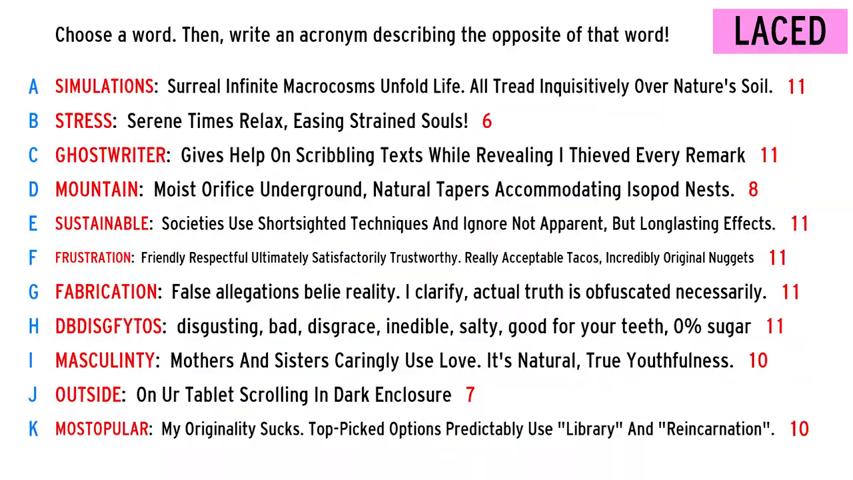 Choose a word. Then, write an acronym describing the opposite of that word!
LACED
A SIMULATIONS: Surreal Infinite Macrocosms Unfold Life. All Tread Inquisitively Over Nature's Soil. 11
B STRESS: Serene Times Relax, Easing Strained Souls! 6
C GHOSTWRITER: Gives Help On Scribbling Texts While Revealing I Thieved Every Remark 11
D MOUNTAIN: Moist Orifice Underground, Natural Tapers Accommodating Isopod Nests. 8
E SUSTAINABLE: Societies Use Shortsighted Techniques And Ignore Not Apparent, But Longlasting Effects. 11
F FRUSTRATION: Friendly Respectful Ultimately Satisfactorily Trustworthy. Really Acceptable Tacos, Incredibly Original Nuggets 11
G FABRICATION: False allegations belie reality. I clarify, actual truth is obfuscated necessarily. 11
H DBDISGFYTOS: disgusting, bad, disgrace, inedible, salty, good for your teeth, 0% sugar 11
I MASCULINTY: Mothers And Sisters Caringly Use Love. It's Natural, True Youthfulness. 10
J OUTSIDE: On Ur Tablet Scrolling In Dark Enclosure 7
K MOSTOPULAR: My Originality Sucks. Top-Picked Options Predictably Use "Library" And "Reincarnation". 10